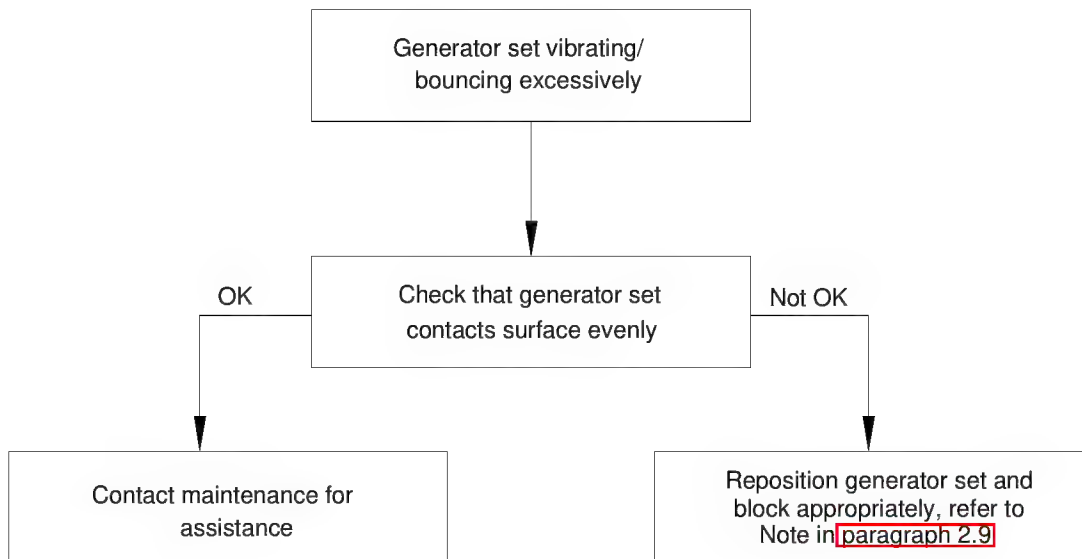 Generator set vibrating/
bouncing excessively
OK
Check that generator set
contacts surface evenly
Not OK
Contact maintenance for
assistance
Reposition generator set and
block appropriately, refer to
Note in paragraph 2.9